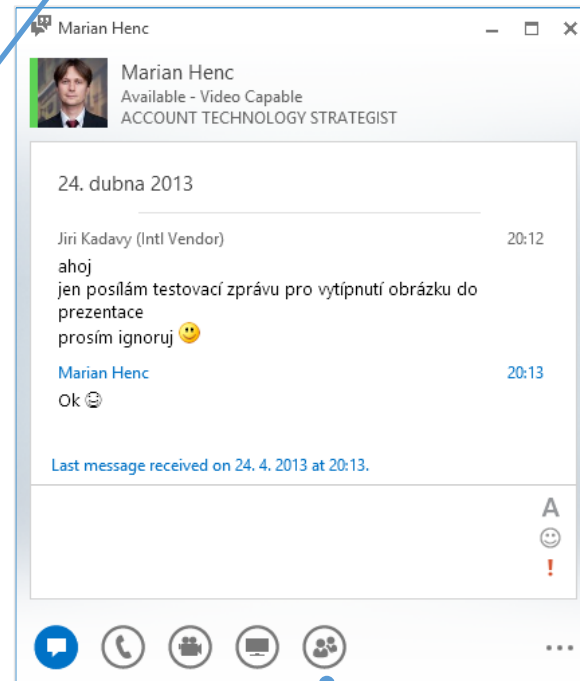 Marian Henc
Marian Henc
Available - Video Capable
ACCOUNT TECHNOLOGY STRATEGIST
24. dubna 2013
Jiri Kadavy (Intl Vendor) 20:12
ahoj
jen posílám testovací zprávu pro vytípnutí obrázku do
prezentace
prosím ignoruj
Marian Henc 20:13
Ok
Last message received on 24. 4. 2013 at 20:13.
A
!